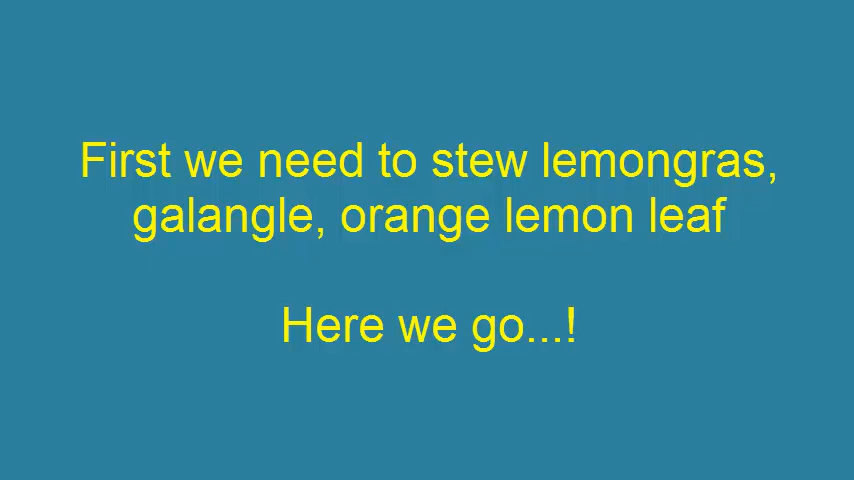 First we need to stew lemongras,
galangle, orange lemon leaf
Here we go...!